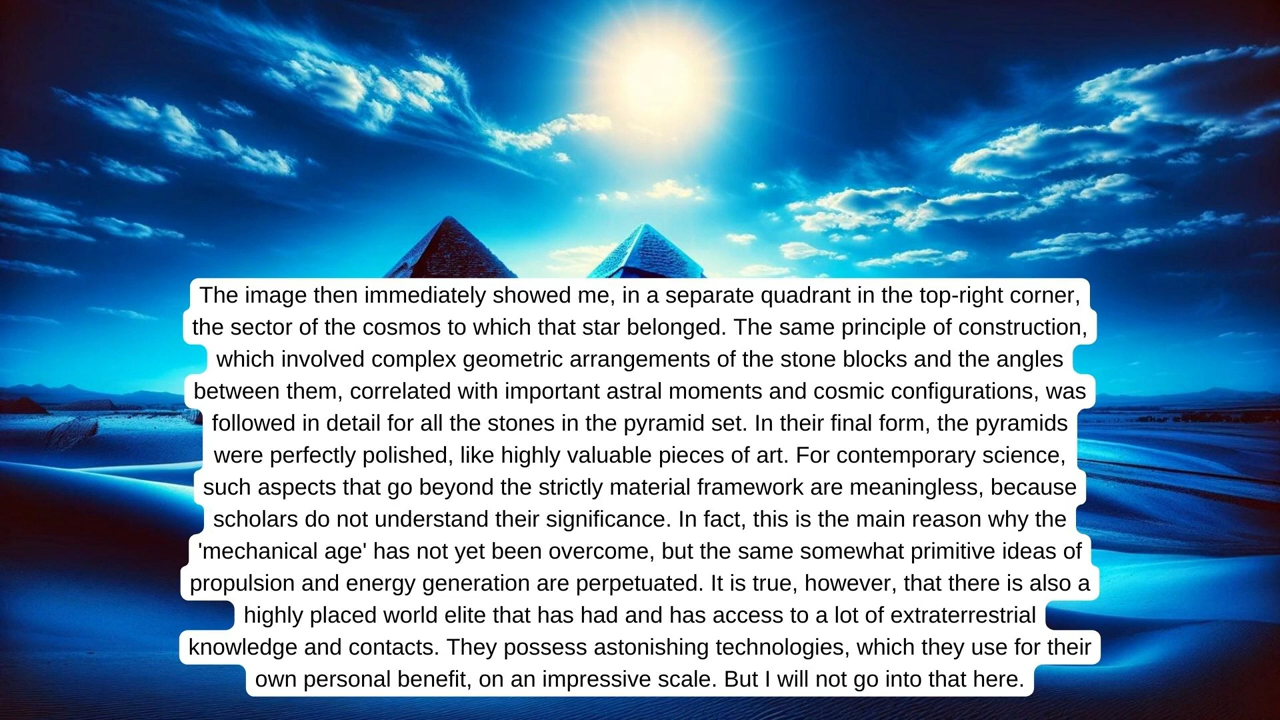 The image then immediately showed me, in a separate quadrant in the top-right corner,
the sector of the cosmos to which that star belonged. The same principle of construction,
which involved complex geometric arrangements of the stone blocks and the angles
between them, correlated with important astral moments and cosmic configurations, was
followed in detail for all the stones in the pyramid set. In their final form, the pyramids
were perfectly polished, like highly valuable pieces of art. For contemporary science,
such aspects that go beyond the strictly material framework are meaningless, because
scholars do not understand their significance. In fact, this is the main reason why the
'mechanical age' has not yet been overcome, but the same somewhat primitive ideas of
propulsion and energy generation are perpetuated. It is true, however, that there is also a
highly placed world elite that has had and has access to a lot of extraterrestrial
knowledge and contacts. They possess astonishing technologies, which they use for their
own personal benefit, on an impressive scale. But I will not go into that here.